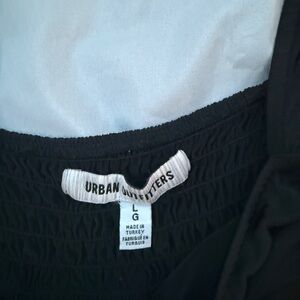 URBAN OUTFITTERS
L
G
MADE IN
TURKEY
FABRIQUÉ EN
TURQUIE